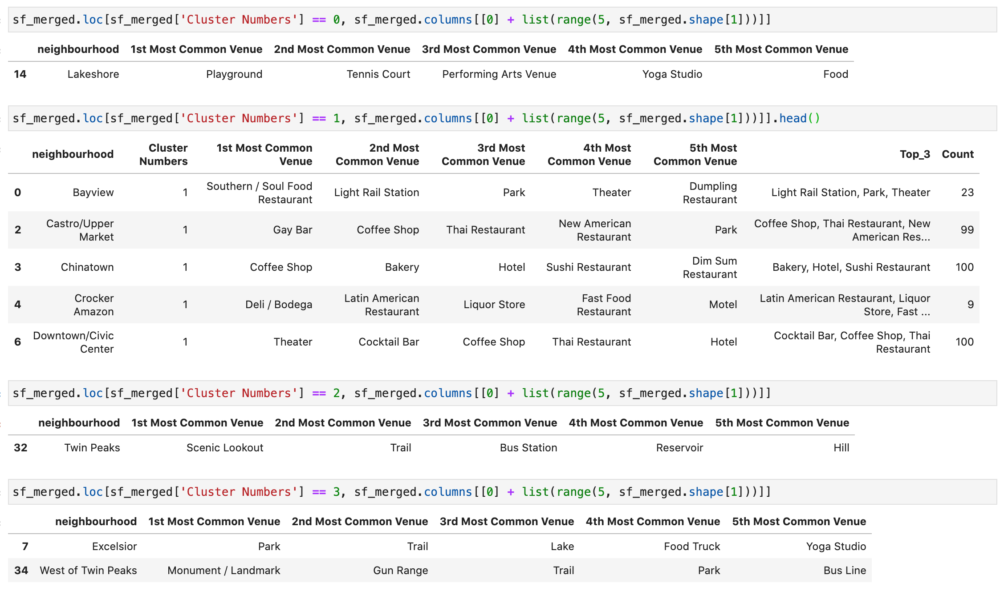 sf_merged.loc[sf_merged['Cluster Numbers'] == 0, sf_merged.columns[[0] + list(range(5, sf_merged.shape[1]))]]
neighbourhood 1st Most Common Venue 2nd Most Common Venue 3rd Most Common Venue 4th Most Common Venue 5th Most Common Venue
14 Lakeshore Playground Tennis Court Performing Arts Venue Yoga Studio Food
sf_merged.loc[sf_merged['Cluster Numbers'] == 1, sf_merged.columns[[0] + list(range(5, sf_merged.shape[1]))]].head()
neighbourhood Cluster Numbers 1st Most Common Venue 2nd Most Common Venue 3rd Most Common Venue 4th Most Common Venue 5th Most Common Venue Top_3 Count
0 Bayview 1 Southern / Soul Food Restaurant Light Rail Station Park Theater Dumpling Restaurant Light Rail Station, Park, Theater 23
2 Castro/Upper Market 1 Gay Bar Coffee Shop Thai Restaurant New American Restaurant Park Coffee Shop, Thai Restaurant, New American Res... 99
3 Chinatown 1 Coffee Shop Bakery Hotel Sushi Restaurant Dim Sum Restaurant Bakery, Hotel, Sushi Restaurant 100
4 Crocker Amazon 1 Deli / Bodega Latin American Restaurant Liquor Store Fast Food Restaurant Motel Latin American Restaurant, Liquor Store, Fast ... 9
6 Downtown/Civic Center 1 Theater Cocktail Bar Coffee Shop Thai Restaurant Hotel Cocktail Bar, Coffee Shop, Thai Restaurant 100
sf_merged.loc[sf_merged['Cluster Numbers'] == 2, sf_merged.columns[[0] + list(range(5, sf_merged.shape[1]))]]
neighbourhood 1st Most Common Venue 2nd Most Common Venue 3rd Most Common Venue 4th Most Common Venue 5th Most Common Venue
32 Twin Peaks Scenic Lookout Trail Bus Station Reservoir Hill
sf_merged.loc[sf_merged['Cluster Numbers'] == 3, sf_merged.columns[[0] + list(range(5, sf_merged.shape[1]))]]
neighbourhood 1st Most Common Venue 2nd Most Common Venue 3rd Most Common Venue 4th Most Common Venue 5th Most Common Venue
7 Excelsior Park Trail Lake Food Truck Yoga Studio
34 West of Twin Peaks Monument / Landmark Gun Range Trail Park Bus Line